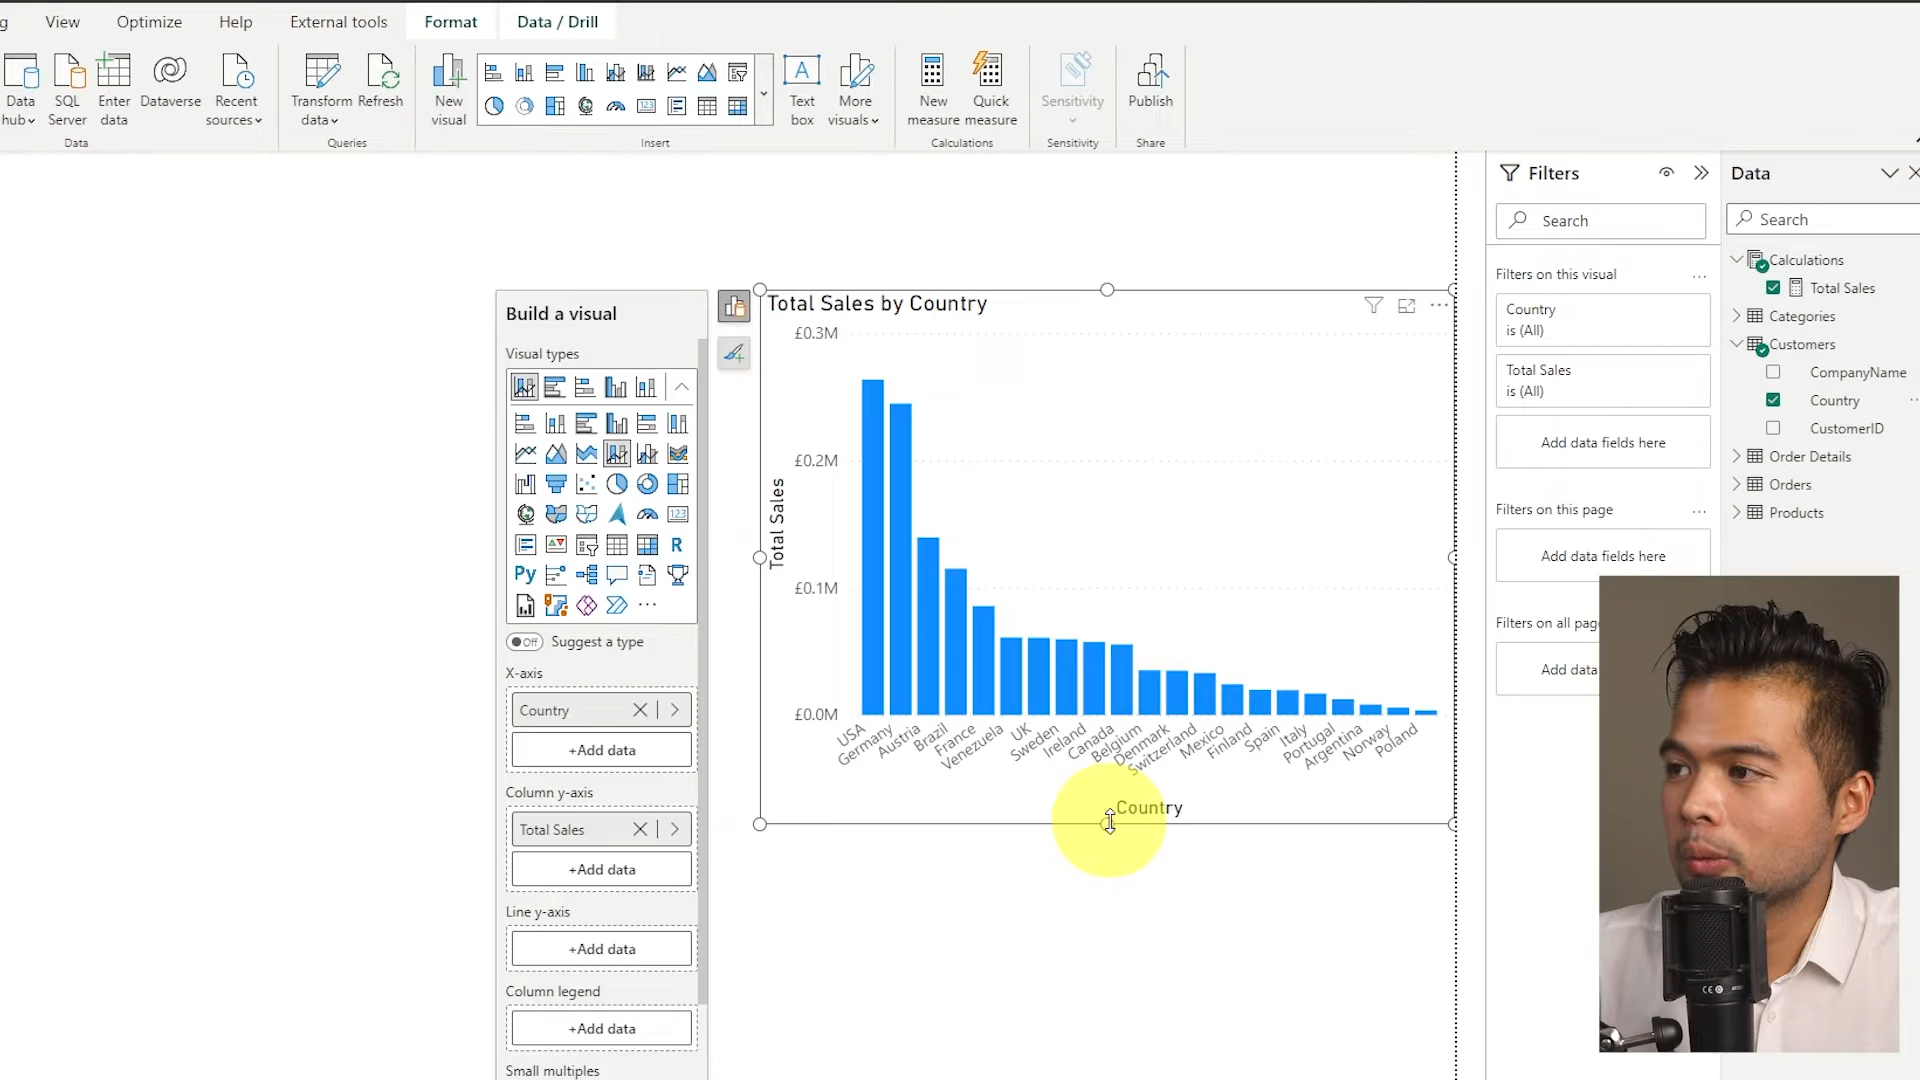 g View Optimize Help External tools Format Data / Drill
Data hub
SQL Server
Enter data
Dataverse
Recent sources
Transform data
Refresh
New visual
123
A
Text box
More visuals
New measure
Quick measure
Sensitivity
Publish
Data
Queries
Insert
Calculations
Sensitivity
Share
Build a visual
Visual types
123
R
Py
...
Off Suggest a type
X-axis
Country
+Add data
Column y-axis
Total Sales
+Add data
Line y-axis
+Add data
Column legend
+Add data
Small multiples
Total Sales by Country
£0.3M
£0.2M
£0.1M
£0.0M
Total Sales
USA
Germany
Austria
Brazil
France
Venezuela
UK
Sweden
Ireland
Canada
Belgium
Denmark
Switzerland
Mexico
Finland
Spain
Italy
Portugal
Argentina
Norway
Poland
Country
Filters
Search
Filters on this visual ...
Country
is (All)
Total Sales
is (All)
Add data fields here
Filters on this page ...
Add data fields here
Filters on all pag
Add data
Data
Search
Calculations
Total Sales
Categories
Customers
CompanyName
Country
CustomerID
Order Details
Orders
Products